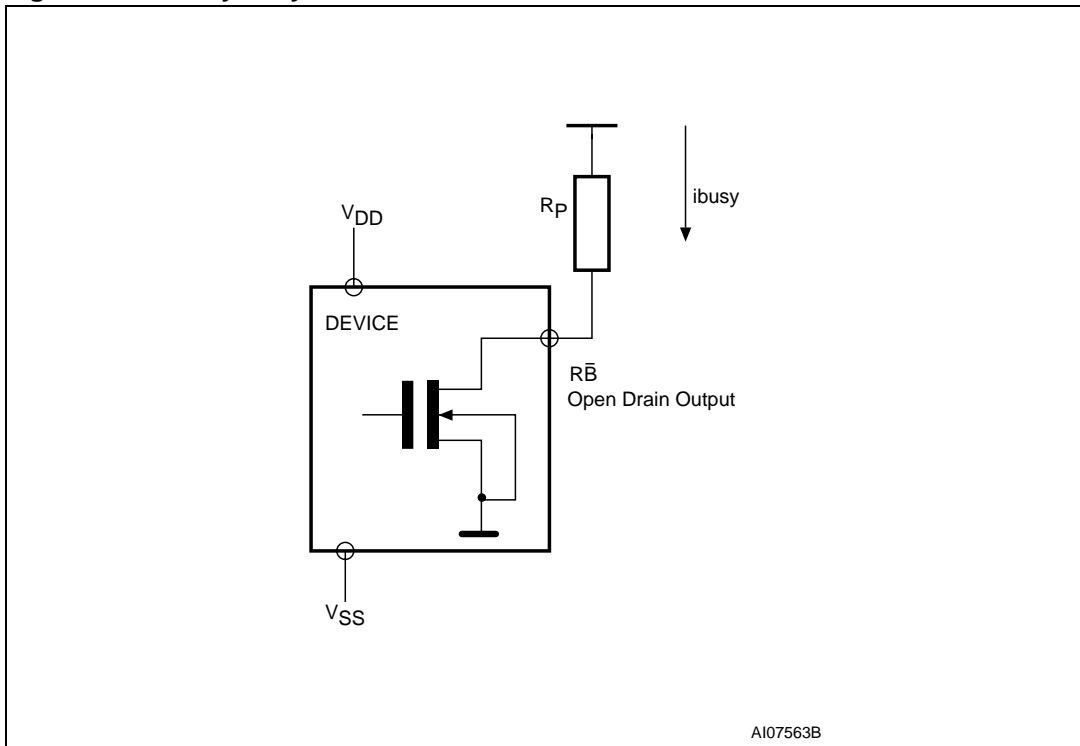 RP
ibusy
VDD
DEVICE
RB̅
Open Drain Output
VSS
AI07563B